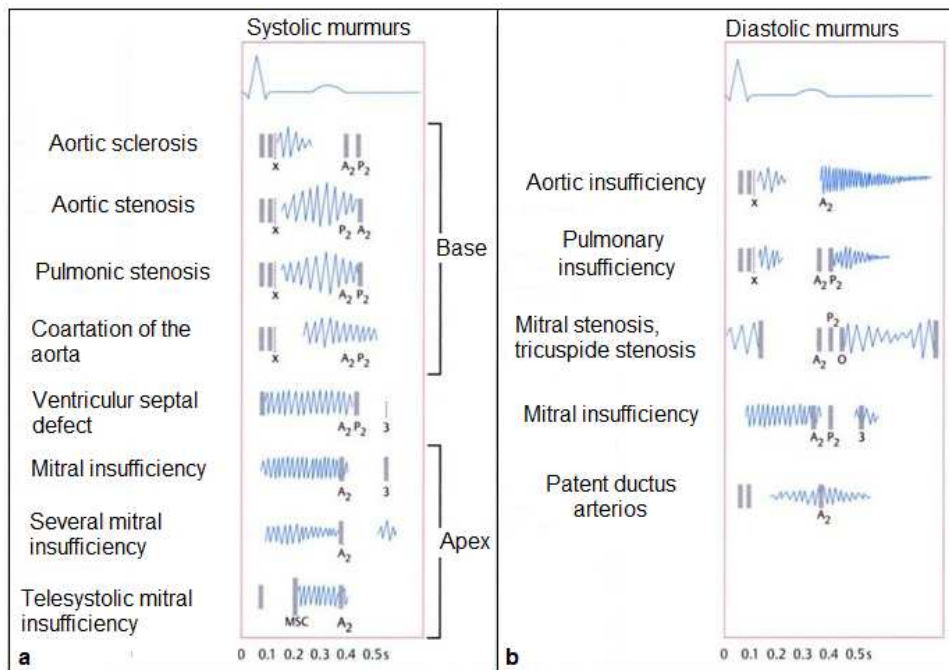 Systolic murmurs
Aortic sclerosis
x
A2 P2
Aortic stenosis
x
P2 A2
Pulmonic stenosis
x
A2 P2
Coartation of the
aorta
x
A2 P2
Base
Ventriculur septal
defect
A2 P2
3
Mitral insufficiency
A2
3
Several mitral
insufficiency
A2
Telesystolic mitral
insufficiency
MSC
A2
Apex
a
0 0.1 0.2 0.3 0.4 0.5s
Diastolic murmurs
Aortic insufficiency
x
A2
Pulmonary
insufficiency
x
A2 P2
Mitral stenosis,
tricuspide stenosis
P2
A2 O
Mitral insufficiency
A2 P2 3
Patent ductus
arterios
A2
b
0 0.1 0.2 0.3 0.4 0.5s